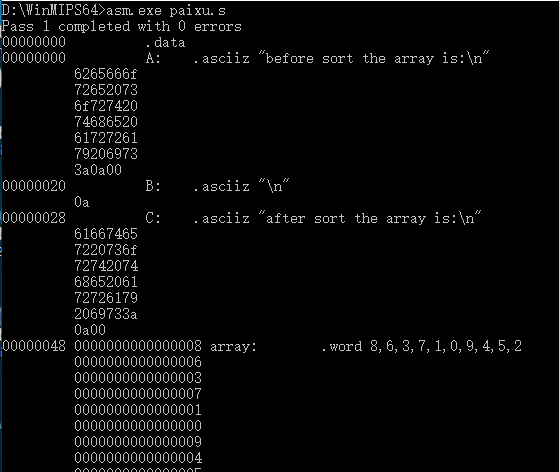 D:\WinMIPS64>asm.exe paixu.s
Pass 1 completed with 0 errors
00000000 .data
00000000 A: .asciiz "before sort the array is:\n"
6265666f
72652073
6f727420
74686520
61727261
79206973
3a0a00
00000020 B: .asciiz "\n"
0a
00000028 C: .asciiz "after sort the array is:\n"
61667465
7220736f
72742074
68652061
72726179
2069733a
0a00
00000048 0000000000000008 array: .word 8,6,3,7,1,0,9,4,5,2
0000000000000006
0000000000000003
0000000000000007
0000000000000001
0000000000000000
0000000000000009
0000000000000004